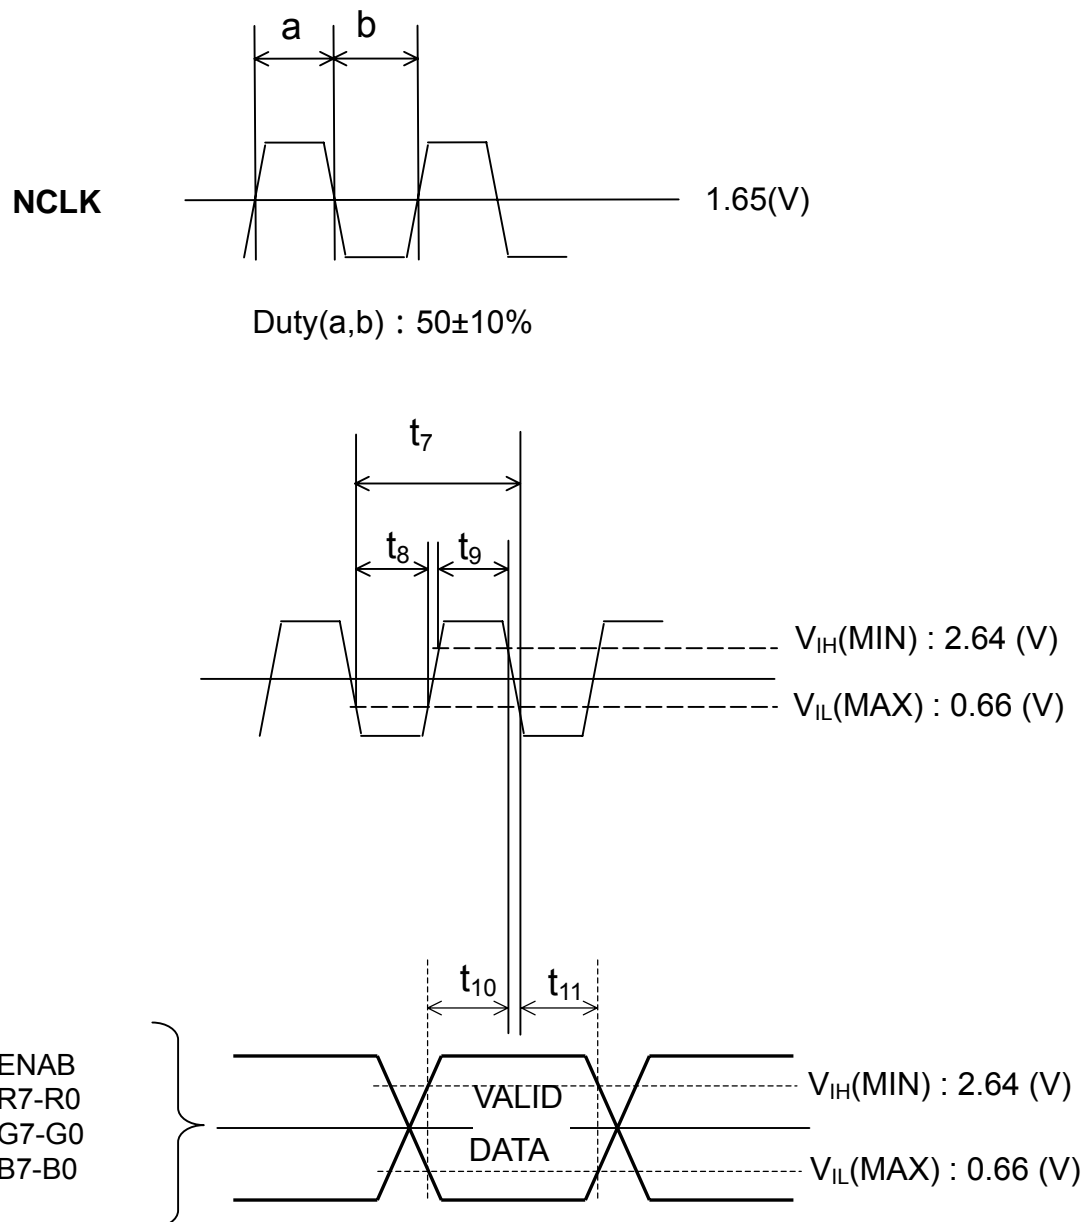 a b
NCLK 1.65(V)
Duty(a,b) : 50±10%
t7
t8 t9
VIH(MIN) : 2.64 (V)
VIL(MAX) : 0.66 (V)
t10 t11
ENAB
R7-R0
G7-G0
B7-B0
VALID
DATA
VIH(MIN) : 2.64 (V)
VIL(MAX) : 0.66 (V)